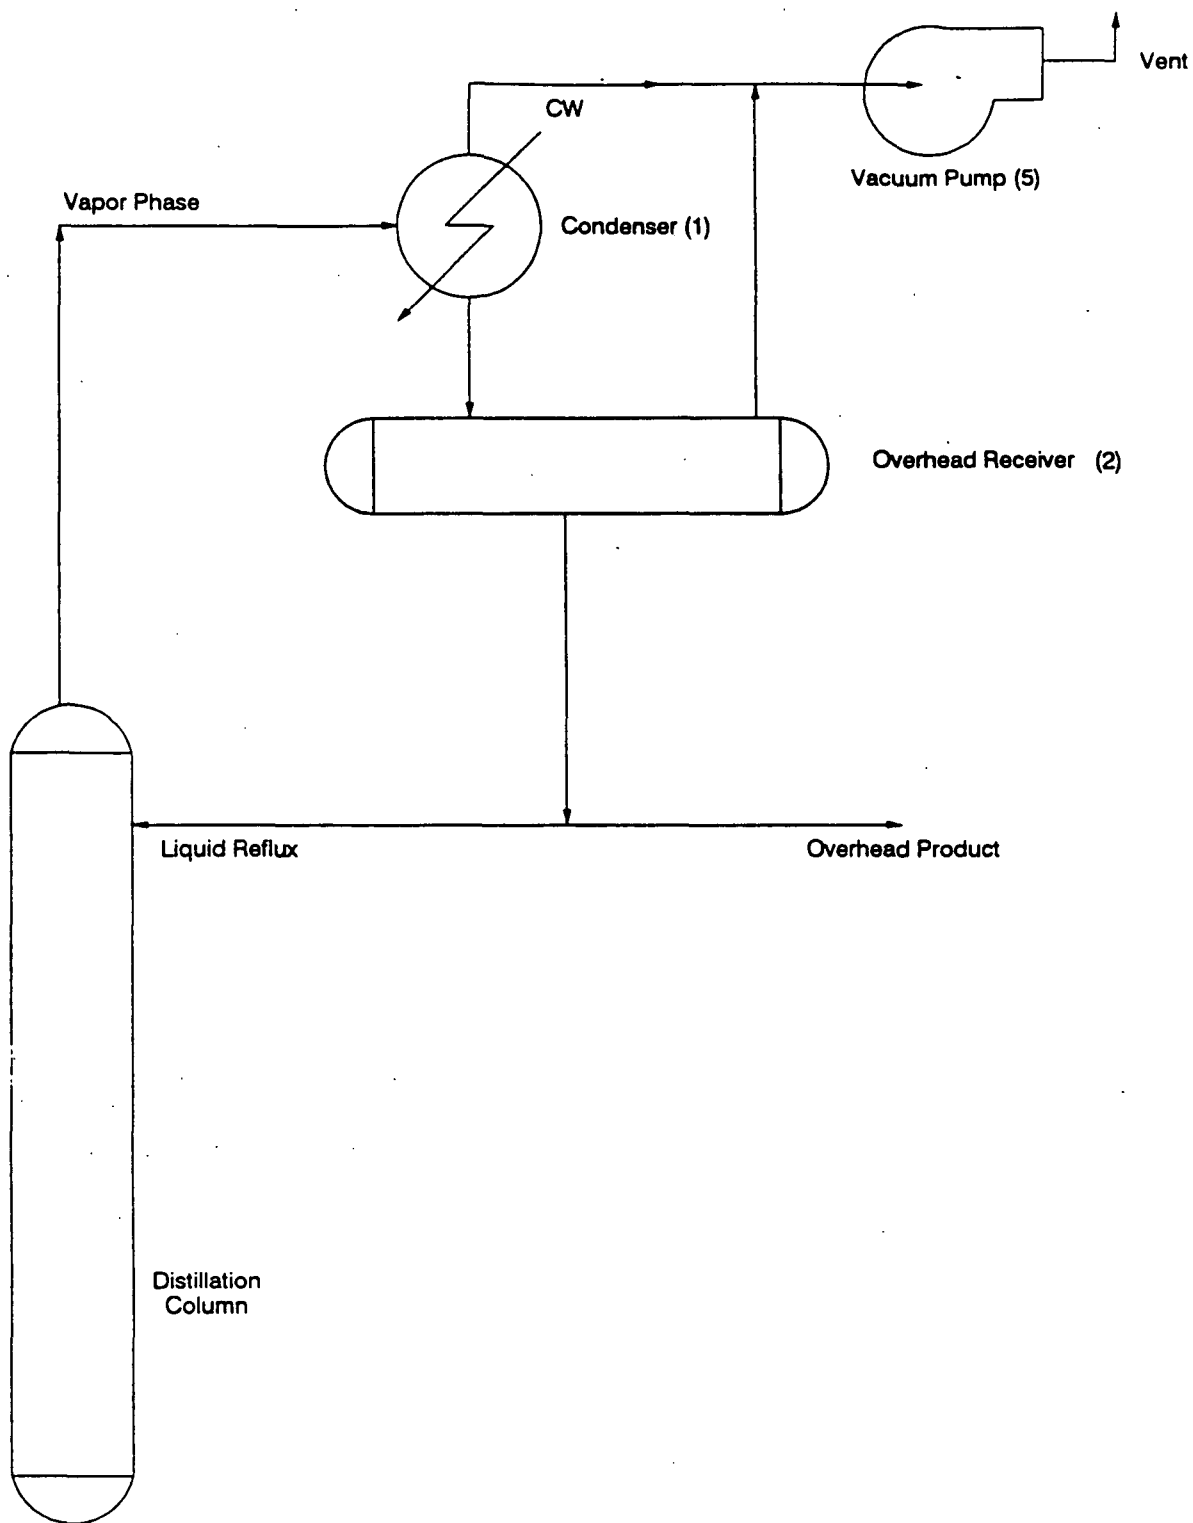 Vent
CW
Vacuum Pump (5)
Vapor Phase
Condenser (1)
Overhead Receiver (2)
Liquid Reflux
Overhead Product
Distillation
Column